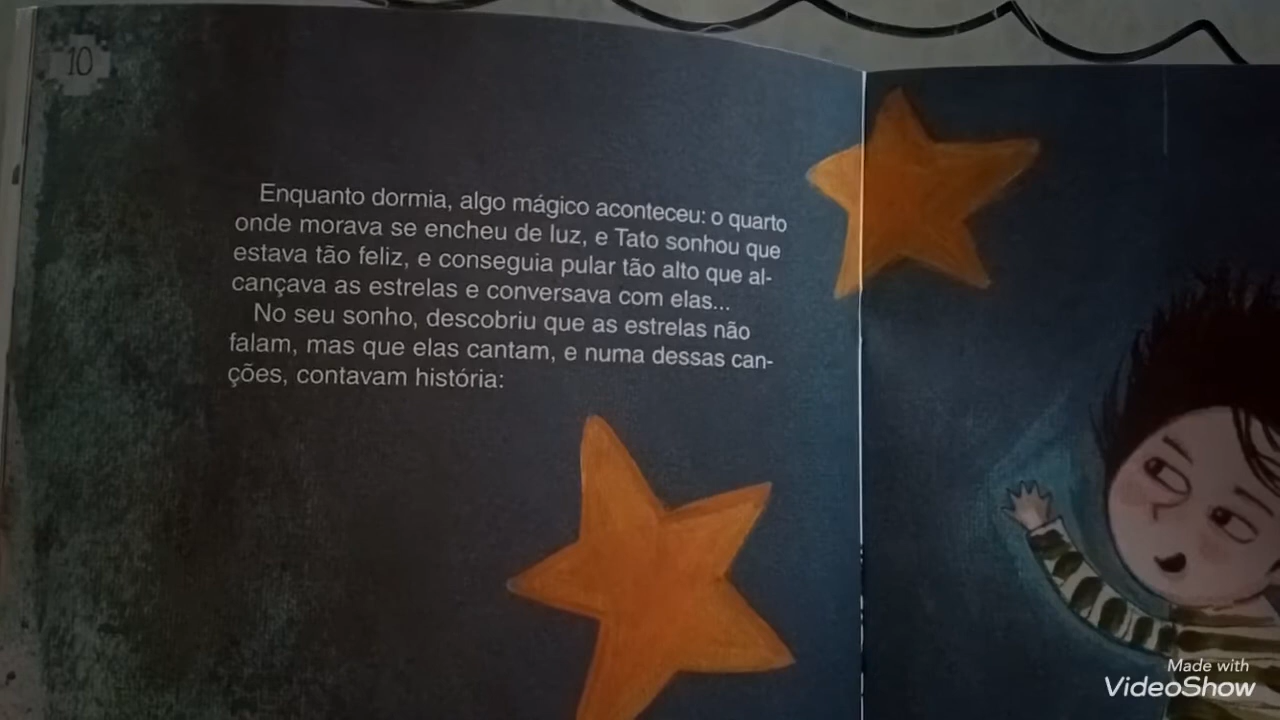 10
Enquanto dormia, algo mágico aconteceu: o quarto
onde morava se encheu de luz, e Tato sonhou que
estava tão feliz, e conseguia pular tão alto que al-
cançava as estrelas e conversava com elas...
No seu sonho, descobriu que as estrelas não
falam, mas que elas cantam, e numa dessas can-
ções, contavam história:
Made with
VideoShow